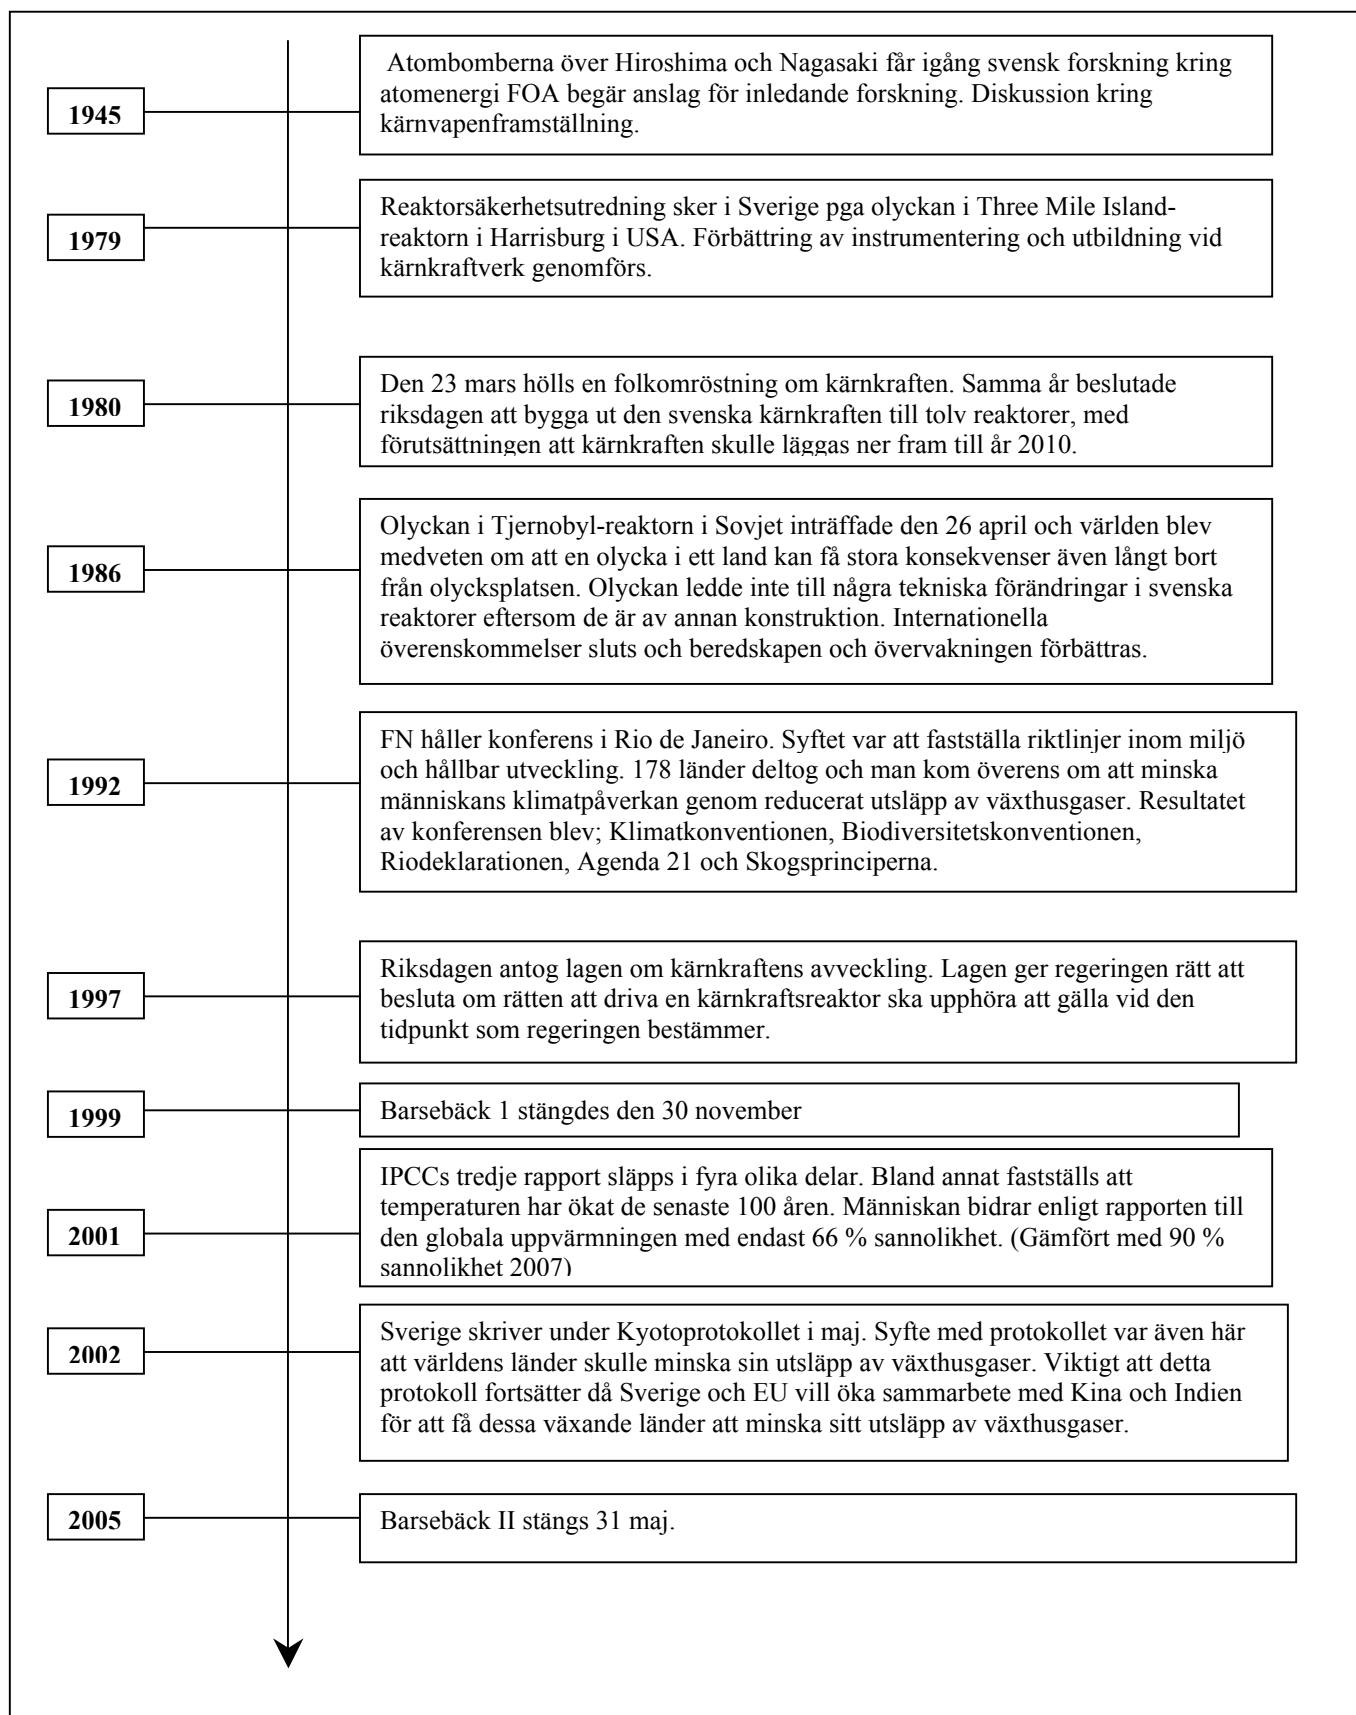 Atombomberna över Hiroshima och Nagasaki får igång svensk forskning kring
atomenergi FOA begär anslag för inledande forskning. Diskussion kring
kärnvapenframställning.
1945
Reaktorsäkerhetsutredning sker i Sverige pga olyckan i Three Mile Island-
reaktorn i Harrisburg i USA. Förbättring av instrumentering och utbildning vid
kärnkraftverk genomförs.
1979
Den 23 mars hölls en folkomröstning om kärnkraften. Samma år beslutade
riksdagen att bygga ut den svenska kärnkraften till tolv reaktorer, med
förutsättningen att kärnkraften skulle läggas ner fram till år 2010.
1980
Olyckan i Tjernobyl-reaktorn i Sovjet inträffade den 26 april och världen blev
medveten om att en olycka i ett land kan få stora konsekvenser även långt bort
från olycksplatsen. Olyckan ledde inte till några tekniska förändringar i svenska
reaktorer eftersom de är av annan konstruktion. Internationella
överenskommelser sluts och beredskapen och övervakningen förbättras.
1986
FN håller konferens i Rio de Janeiro. Syftet var att fastställa riktlinjer inom miljö
och hållbar utveckling. 178 länder deltog och man kom överens om att minska
människans klimatpåverkan genom reducerat utsläpp av växthusgaser. Resultatet
av konferensen blev; Klimatkonventionen, Biodiversitetskonventionen,
Riodeklarationen, Agenda 21 och Skogsprinciperna.
1992
Riksdagen antog lagen om kärnkraftens avveckling. Lagen ger regeringen rätt att
besluta om rätten att driva en kärnkraftsreaktor ska upphöra att gälla vid den
tidpunkt som regeringen bestämmer.
1997
Barsebäck 1 stängdes den 30 november
1999
IPCCs tredje rapport släpps i fyra olika delar. Bland annat fastställs att
temperaturen har ökat de senaste 100 åren. Människan bidrar enligt rapporten till
den globala uppvärmningen med endast 66 % sannolikhet. (Gämfört med 90 %
sannolikhet 2007)
2001
Sverige skriver under Kyotoprotokollet i maj. Syfte med protokollet var även här
att världens länder skulle minska sin utsläpp av växthusgaser. Viktigt att detta
protokoll fortsätter då Sverige och EU vill öka sammarbete med Kina och Indien
för att få dessa växande länder att minska sitt utsläpp av växthusgaser.
2002
Barsebäck II stängs 31 maj.
2005